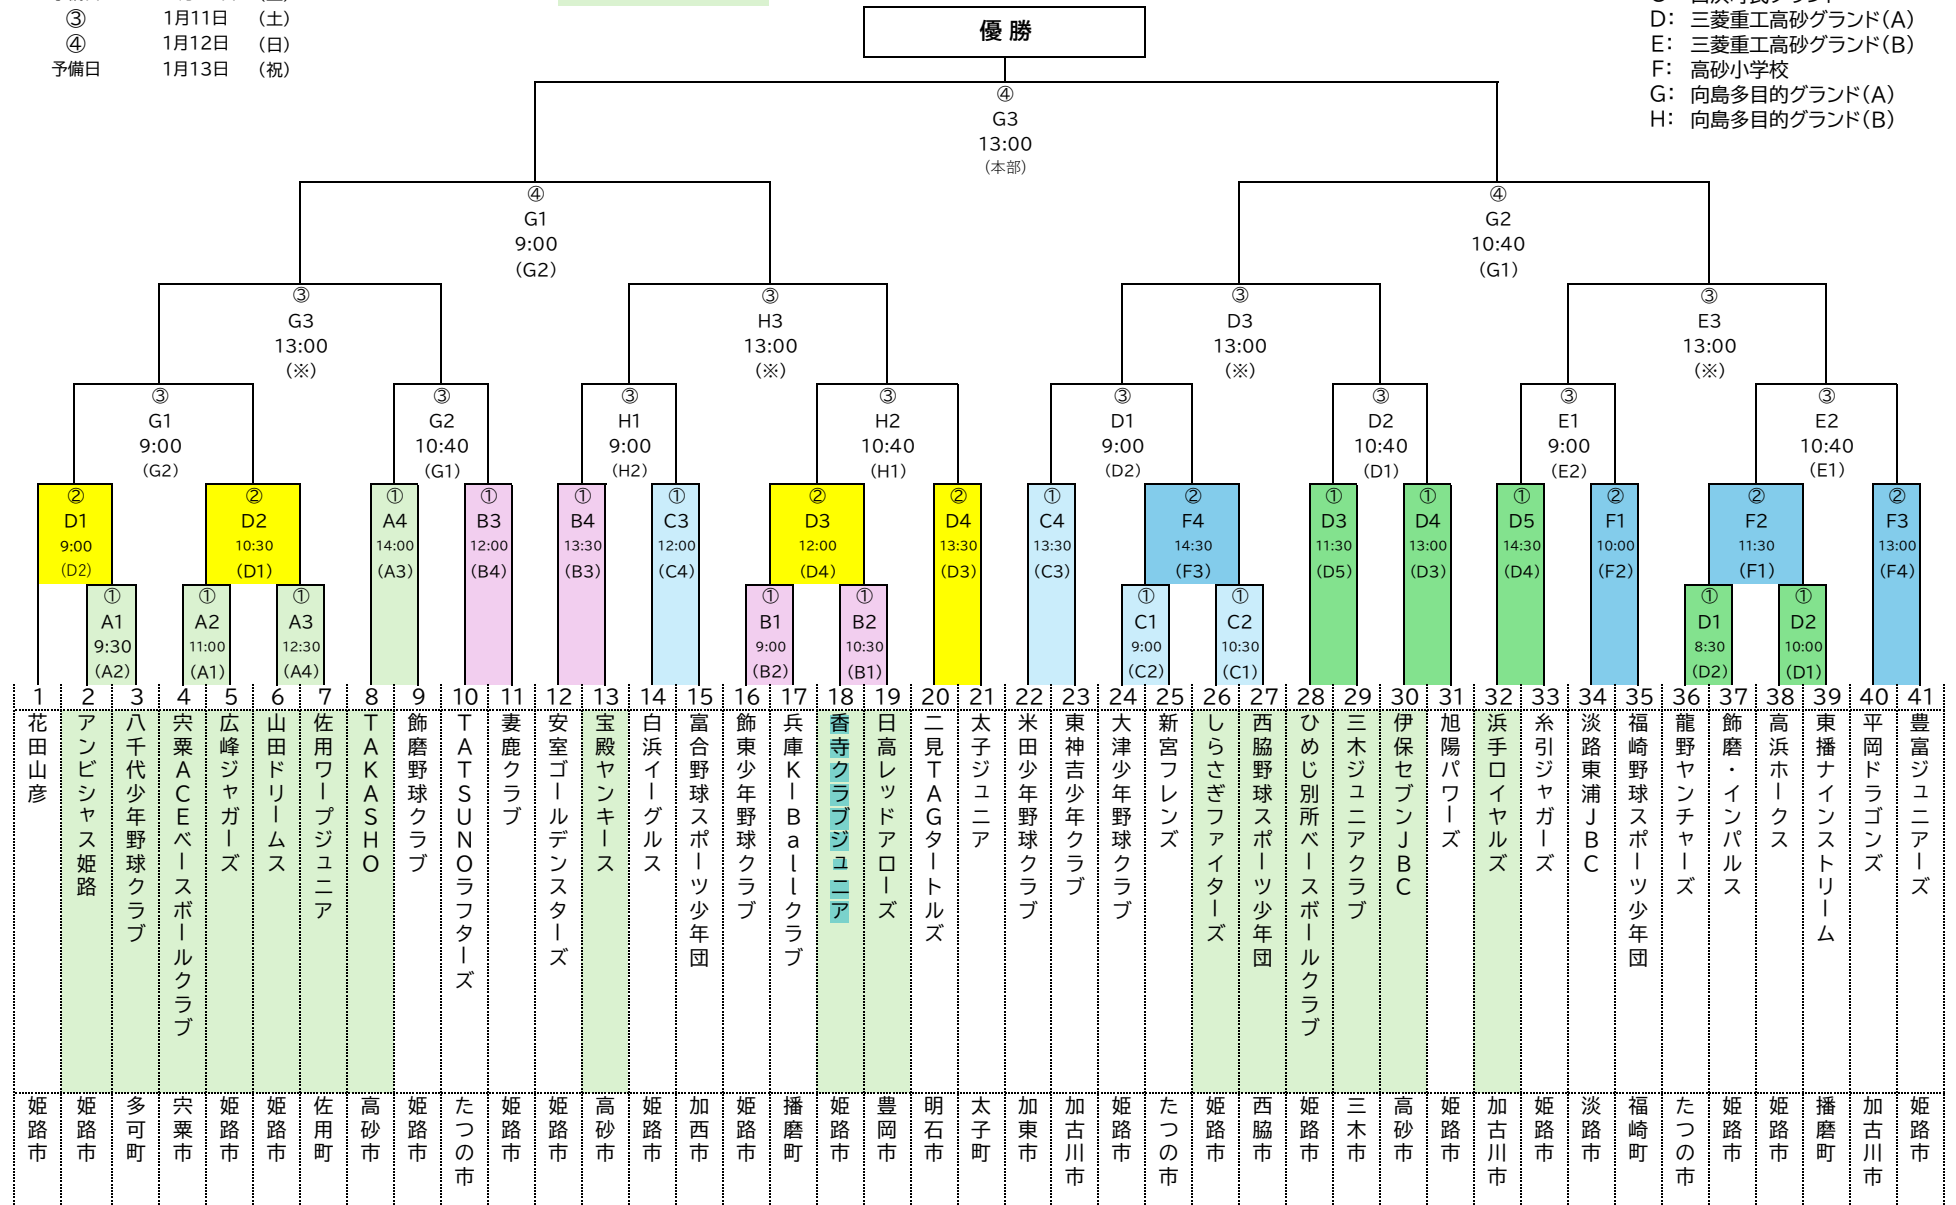 ③ 1月11日 (土)
④ 1月12日 (日)
予備日 1月13日 (祝)
優勝
D: 三菱重工高砂グランド(A)
E: 三菱重工高砂グランド(B)
F: 高砂小学校
G: 向島多目的グランド(A)
H: 向島多目的グランド(B)
④
G3
13:00
(本部)
④ ④
G1 G2
9:00 10:40
(G2) (G1)
③ ③ ③ ③
G3 H3 D3 E3
13:00 13:00 13:00 13:00
(※) (※) (※) (※)
③ ③ ③ ③ ③ ③ ③ ③
G1 G2 H1 H2 D1 D2 E1 E2
9:00 10:40 9:00 10:40 9:00 10:40 9:00 10:40
(G2) (G1) (H2) (H1) (D2) (D1) (E2) (E1)
② ② ① ① ① ① ② ② ① ② ① ① ① ② ② ②
D1 D2 A4 B3 B4 C3 D3 D4 C4 F4 D3 D4 D5 F1 F2 F3
9:00 10:30 14:00 12:00 13:30 12:00 12:00 13:30 13:30 14:30 11:30 13:00 14:30 10:00 11:30 13:00
(D2) (D1) (A3) (B4) (B3) (C4) (D4) (D3) (C3) (F3) (D5) (D3) (D4) (F2) (F1) (F4)
① ① ① ① ① ① ① ① ①
A1 A2 A3 B1 B2 C1 C2 D1 D2
9:30 11:00 12:30 9:00 10:30 9:00 10:30 8:30 10:00
(A2) (A1) (A4) (B2) (B1) (C2) (C1) (D2) (D1)
1 花田山彦 姫路市
2 アンビシャス姫路 姫路市
3 八千代少年野球クラブ 多可町
4 宍粟ACEベースボールクラブ 宍粟市
5 広峰ジャガーズ 姫路市
6 山田ドリームス 姫路市
7 佐用ワープジュニア 佐用町
8 TAKASHO 高砂市
9 飾磨野球クラブ 姫路市
10 TATSUNOラフターズ たつの市
11 妻鹿クラブ 姫路市
12 安室ゴールデンスターズ 姫路市
13 宝殿ヤンキース 高砂市
14 白浜イーグルス 姫路市
15 富合野球スポーツ少年団 加西市
16 飾東少年野球クラブ 姫路市
17 兵庫K-Ballクラブ 播磨町
18 香寺クラブジュニア 姫路市
19 日高レッドアローズ 豊岡市
20 二見TAGタートルズ 明石市
21 太子ジュニア 太子町
22 米田少年野球クラブ 加東市
23 東神吉少年クラブ 加古川市
24 大津少年野球クラブ 姫路市
25 新宮フレンズ たつの市
26 しらさぎファイターズ 姫路市
27 西脇野球スポーツ少年団 西脇市
28 ひめじ別所ベースボールクラブ 姫路市
29 三木ジュニアクラブ 三木市
30 伊保セブンJBC 高砂市
31 旭陽パワーズ 姫路市
32 浜手ロイヤルズ 加古川市
33 糸引ジャガーズ 姫路市
34 淡路東浦JBC 淡路市
35 福崎野球スポーツ少年団 福崎町
36 龍野ヤンチャーズ たつの市
37 飾磨・インパルス 姫路市
38 高浜ホークス 姫路市
39 東播ナインストリーム 播磨町
40 平岡ドラゴンズ 加古川市
41 豊富ジュニアーズ 姫路市